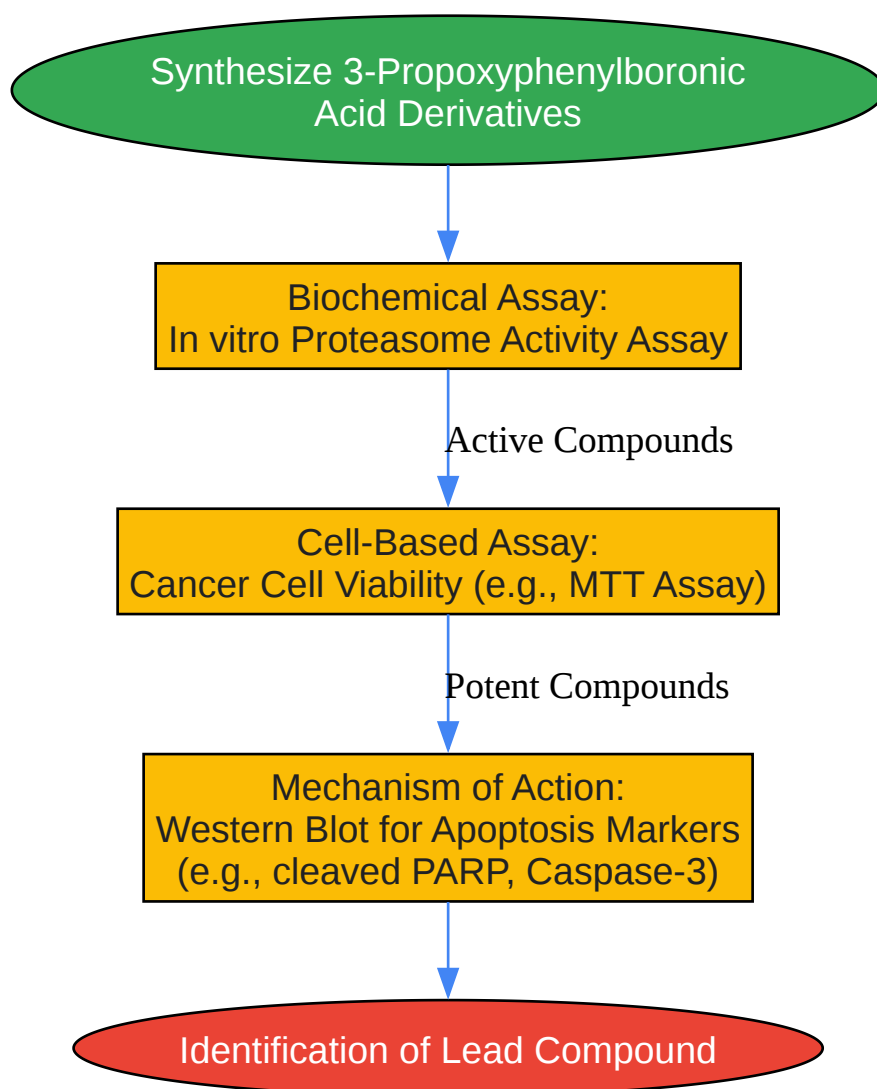 Synthesize 3-Propoxyphenylboronic
Acid Derivatives
Biochemical Assay:
In vitro Proteasome Activity Assay
Active Compounds
Cell-Based Assay:
Cancer Cell Viability (e.g., MTT Assay)
Potent Compounds
Mechanism of Action:
Western Blot for Apoptosis Markers
(e.g., cleaved PARP, Caspase-3)
Identification of Lead Compound